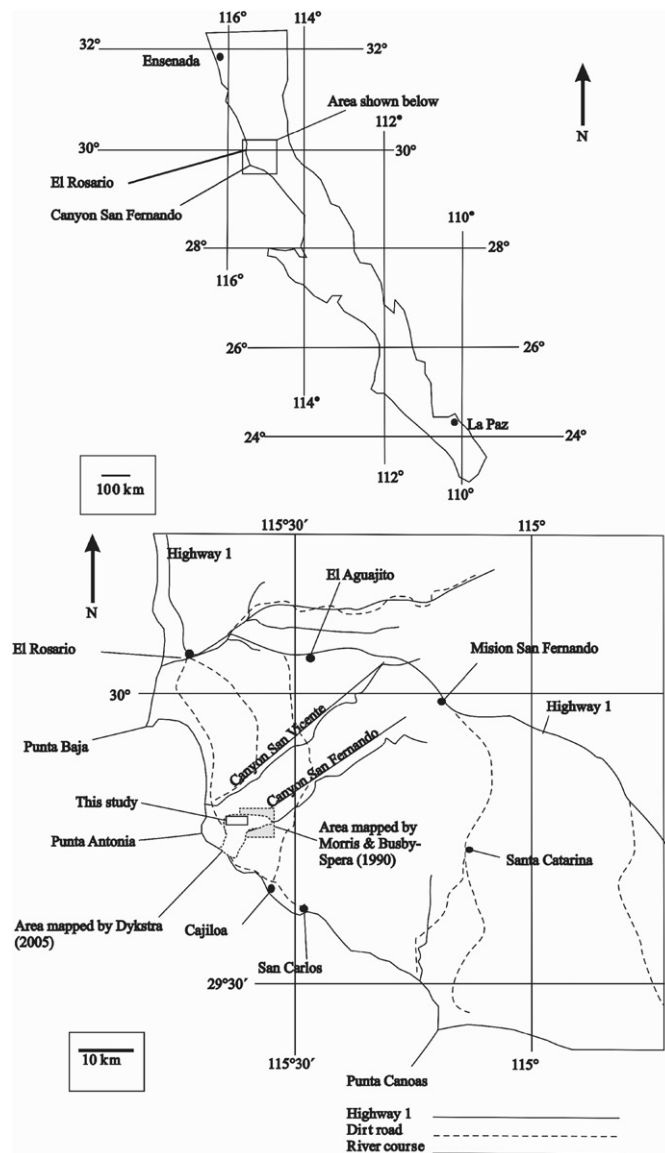 116°
114°
32°
32°
Ensenada
Area shown below
112°
N
30°
30°
El Rosario
Canyon San Fernando
110°
28°
28°
116°
26°
26°
114°
La Paz
24°
24°
112°
110°
100 km
115°30′
115°
Highway 1
El Aguajito
N
El Rosario
Mision San Fernando
30°
Highway 1
Canyon San Vicente
Punta Baja
Canyon San Fernando
This study
Area mapped by
Morris & Busby-
Spera (1990)
Punta Antonia
Santa Catarina
Area mapped by Dykstra
(2005)
Cajiloa
San Carlos
29°30′
10 km
115°30′
115°
Punta Canoas
Highway 1
Dirt road
River course